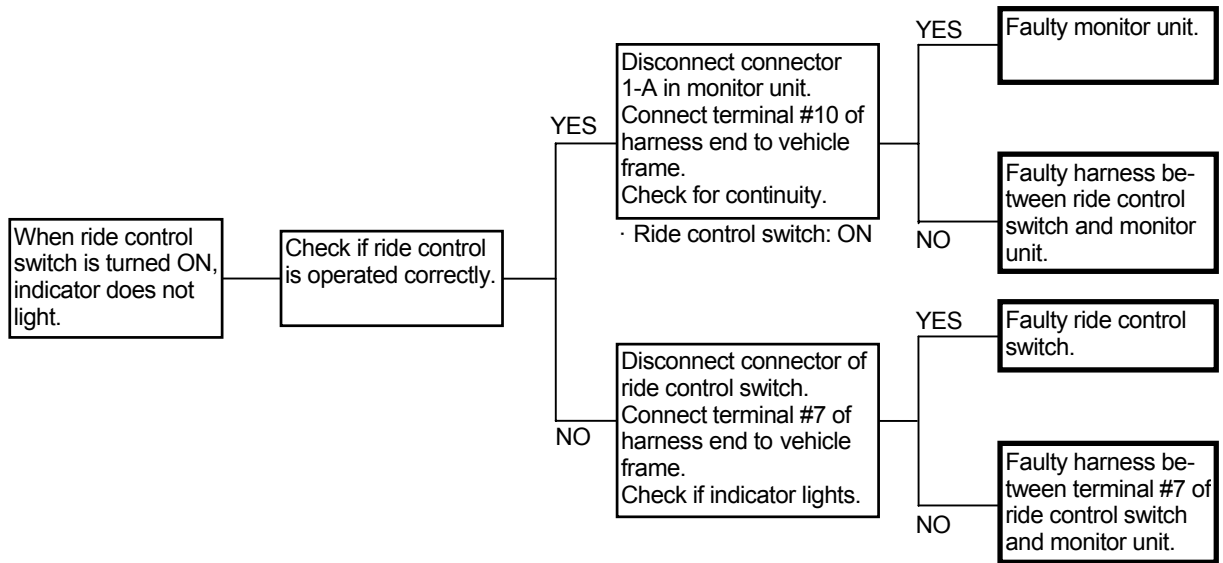 When ride control
switch is turned ON,
indicator does not
light.
Check if ride control
is operated correctly.
YES
Disconnect connector
1-A in monitor unit.
Connect terminal #10 of
harness end to vehicle
frame.
Check for continuity.
· Ride control switch: ON
YES
Faulty monitor unit.
NO
Faulty harness be-
tween ride control
switch and monitor
unit.
NO
Disconnect connector of
ride control switch.
Connect terminal #7 of
harness end to vehicle
frame.
Check if indicator lights.
YES
Faulty ride control
switch.
NO
Faulty harness be-
tween terminal #7 of
ride control switch
and monitor unit.